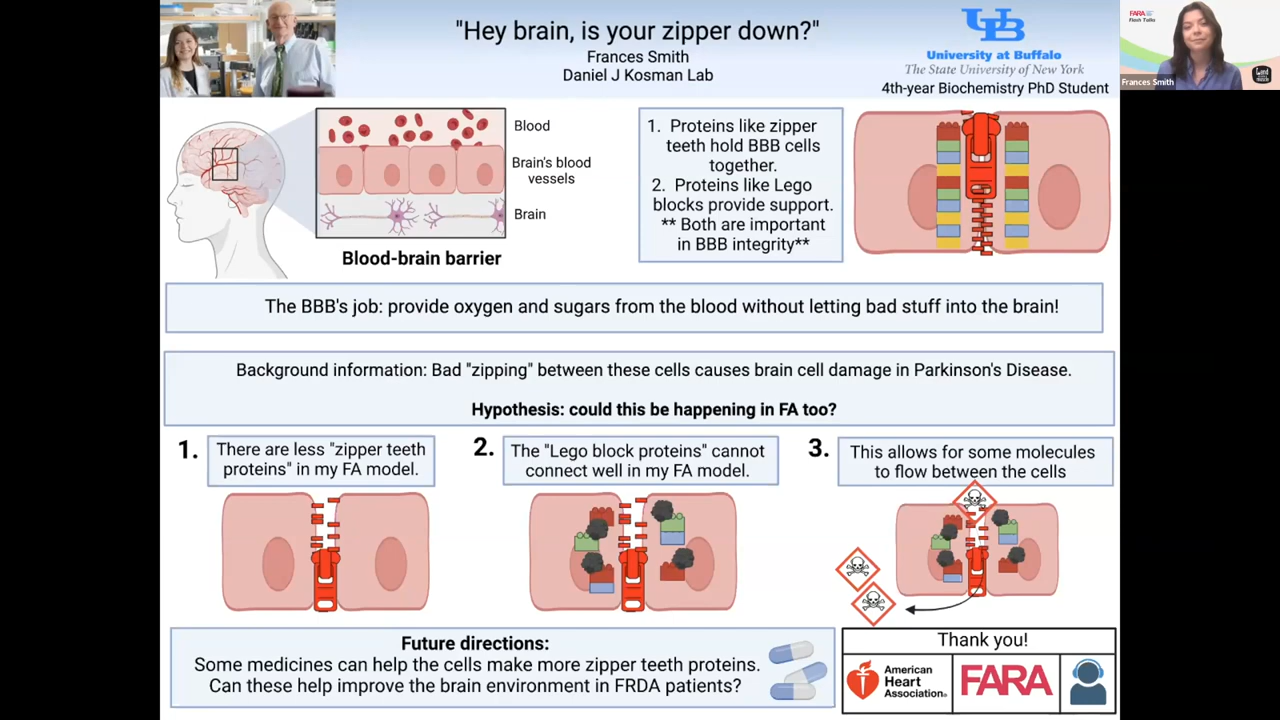 "Hey brain, is your zipper down?"
Frances Smith
Daniel J Kosman Lab
UB
University at Buffalo
The State University of New York
4th-year Biochemistry PhD Student
FARA
Flash Talks
Frances Smith
Blood
Brain's blood
vessels
Brain
Blood-brain barrier
1. Proteins like zipper
teeth hold BBB cells
together.
2. Proteins like Lego
blocks provide support.
** Both are important
in BBB integrity**
The BBB's job: provide oxygen and sugars from the blood without letting bad stuff into the brain!
Background information: Bad "zipping" between these cells causes brain cell damage in Parkinson's Disease.
Hypothesis: could this be happening in FA too?
1.
There are less "zipper teeth
proteins" in my FA model.
2.
The "Lego block proteins" cannot
connect well in my FA model.
3.
This allows for some molecules
to flow between the cells
Future directions:
Some medicines can help the cells make more zipper teeth proteins.
Can these help improve the brain environment in FRDA patients?
Thank you!
American
Heart
Association®
FARA